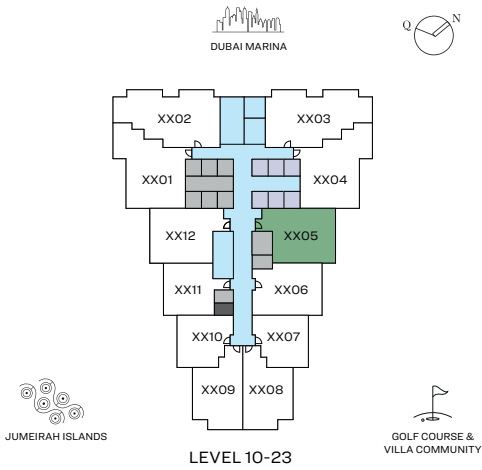 DUBAI MARINA
Q N
XX02
XX03
XX01
XX04
XX12
XX05
XX11
XX06
XX10
XX07
XX09
XX08
JUMEIRAH ISLANDS
GOLF COURSE &
VILLA COMMUNITY
LEVEL 10-23